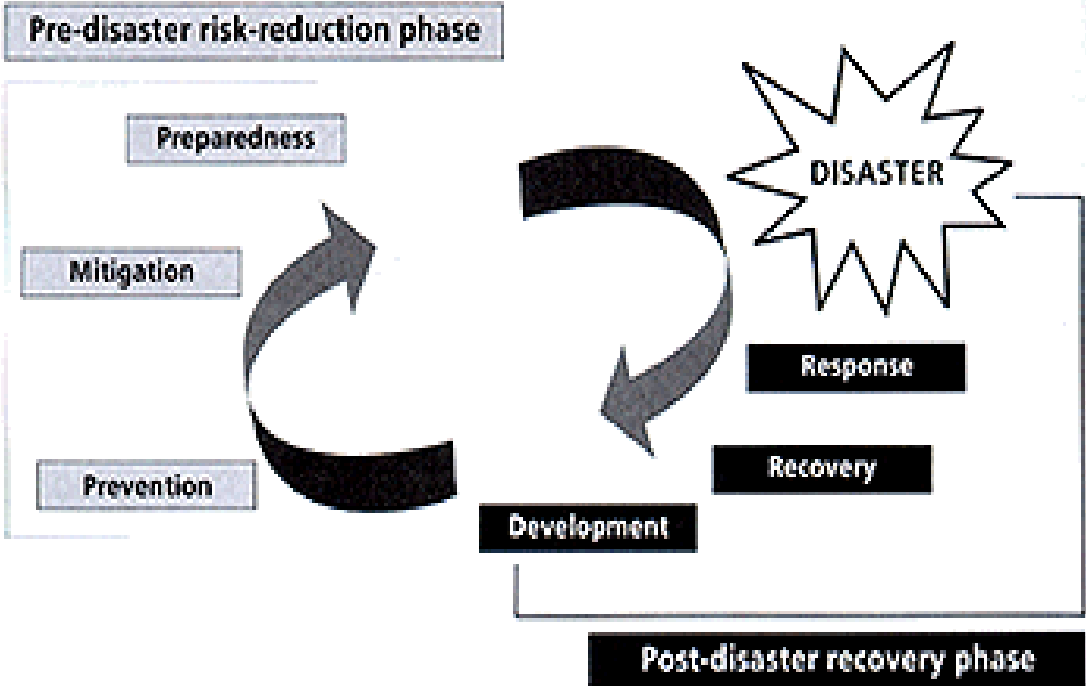 Pre-disaster risk-reduction phase
Preparedness
DISASTER
Mitigation
Response
Recovery
Prevention
Development
Post-disaster recovery phase